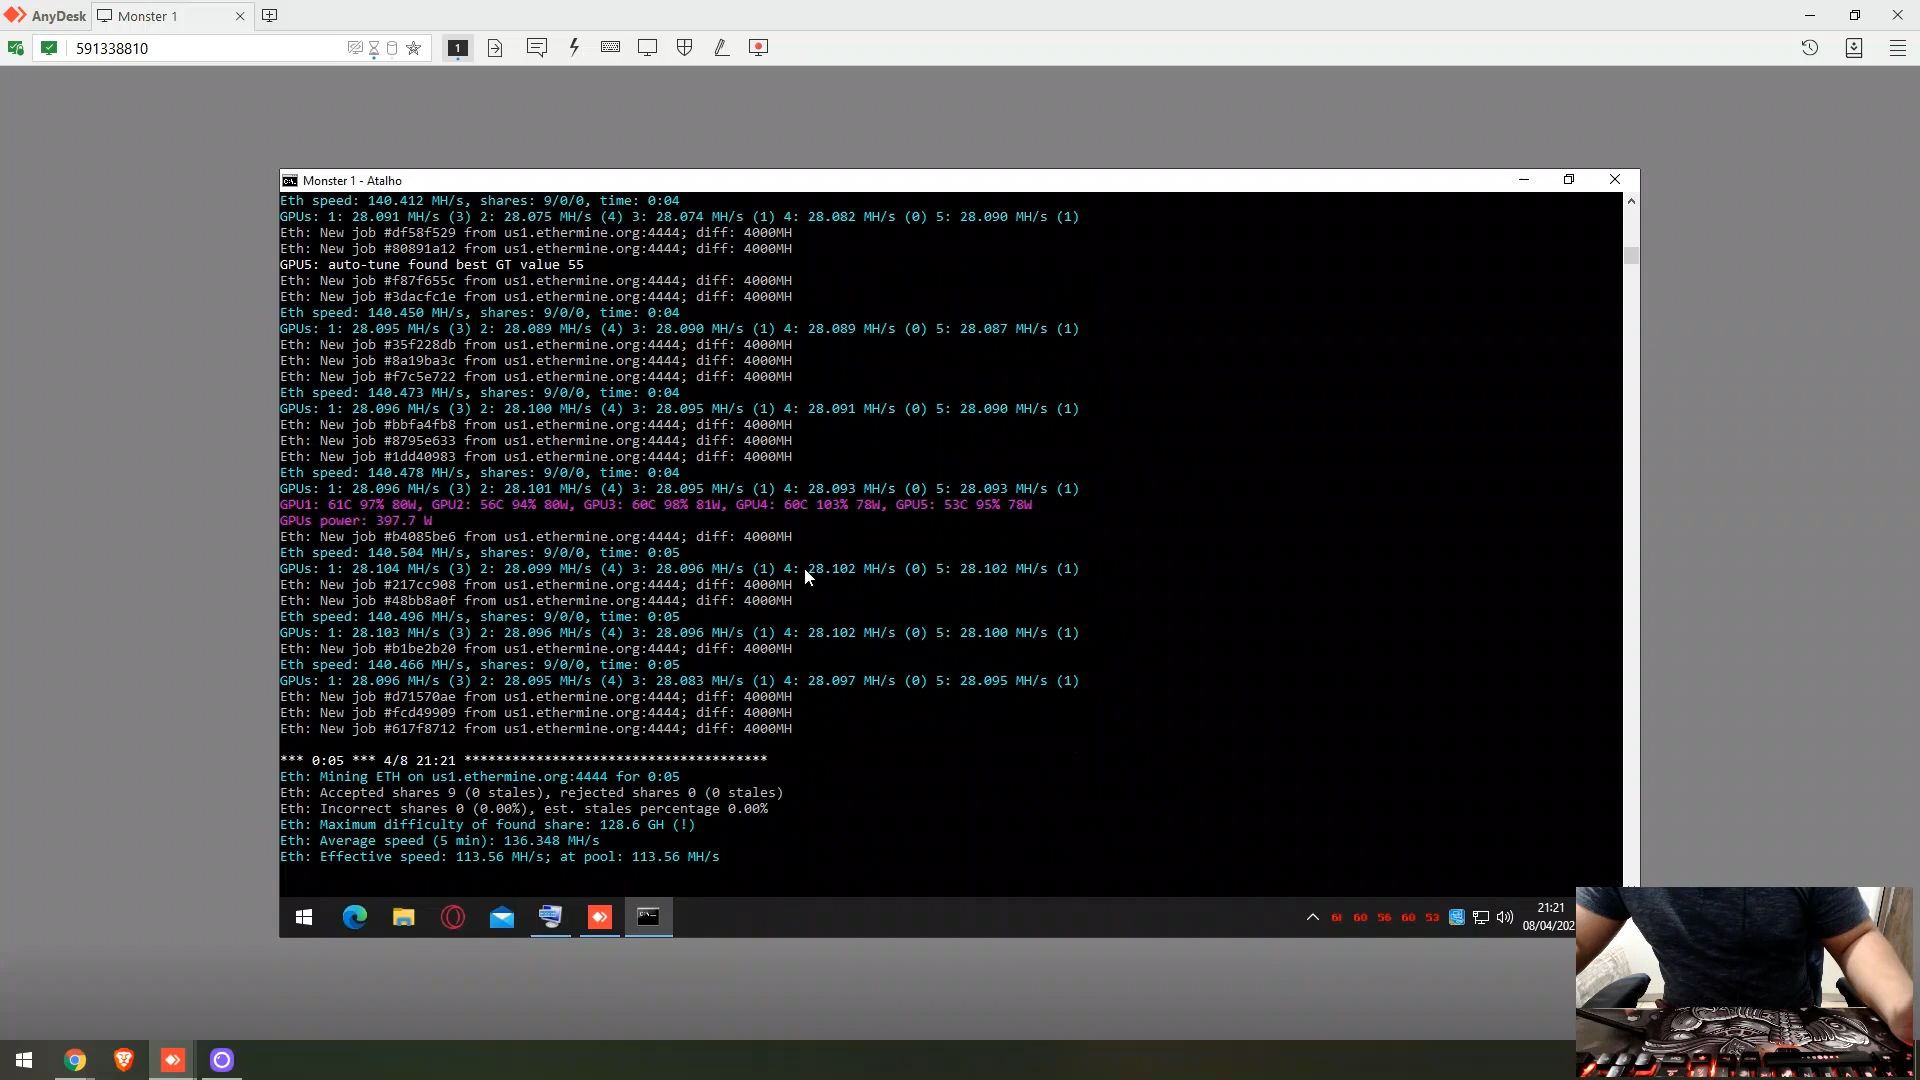 AnyDesk
Monster 1
591338810
1
Monster 1 - Atalho
Eth speed: 140.412 MH/s, shares: 9/0/0, time: 0:04
GPUs: 1: 28.091 MH/s (3) 2: 28.075 MH/s (4) 3: 28.074 MH/s (1) 4: 28.082 MH/s (0) 5: 28.090 MH/s (1)
Eth: New job #df58f529 from us1.ethermine.org:4444; diff: 4000MH
Eth: New job #80891a12 from us1.ethermine.org:4444; diff: 4000MH
GPU5: auto-tune found best GT value 55
Eth: New job #f87f655c from us1.ethermine.org:4444; diff: 4000MH
Eth: New job #3dacfc1e from us1.ethermine.org:4444; diff: 4000MH
Eth speed: 140.450 MH/s, shares: 9/0/0, time: 0:04
GPUs: 1: 28.095 MH/s (3) 2: 28.089 MH/s (4) 3: 28.090 MH/s (1) 4: 28.089 MH/s (0) 5: 28.087 MH/s (1)
Eth: New job #35f228db from us1.ethermine.org:4444; diff: 4000MH
Eth: New job #8a19ba3c from us1.ethermine.org:4444; diff: 4000MH
Eth: New job #f7c5e722 from us1.ethermine.org:4444; diff: 4000MH
Eth speed: 140.473 MH/s, shares: 9/0/0, time: 0:04
GPUs: 1: 28.096 MH/s (3) 2: 28.100 MH/s (4) 3: 28.095 MH/s (1) 4: 28.091 MH/s (0) 5: 28.090 MH/s (1)
Eth: New job #bbfa4fb8 from us1.ethermine.org:4444; diff: 4000MH
Eth: New job #8795e633 from us1.ethermine.org:4444; diff: 4000MH
Eth: New job #1dd40983 from us1.ethermine.org:4444; diff: 4000MH
Eth speed: 140.478 MH/s, shares: 9/0/0, time: 0:04
GPUs: 1: 28.096 MH/s (3) 2: 28.101 MH/s (4) 3: 28.095 MH/s (1) 4: 28.093 MH/s (0) 5: 28.093 MH/s (1)
GPU1: 61C 97% 80W, GPU2: 56C 94% 80W, GPU3: 60C 98% 81W, GPU4: 60C 103% 78W, GPU5: 53C 95% 78W
GPUs power: 397.7 W
Eth: New job #b4085be6 from us1.ethermine.org:4444; diff: 4000MH
Eth speed: 140.504 MH/s, shares: 9/0/0, time: 0:05
GPUs: 1: 28.104 MH/s (3) 2: 28.099 MH/s (4) 3: 28.096 MH/s (1) 4: 28.102 MH/s (0) 5: 28.102 MH/s (1)
Eth: New job #217cc908 from us1.ethermine.org:4444; diff: 4000MH
Eth: New job #48bb8a0f from us1.ethermine.org:4444; diff: 4000MH
Eth speed: 140.496 MH/s, shares: 9/0/0, time: 0:05
GPUs: 1: 28.103 MH/s (3) 2: 28.096 MH/s (4) 3: 28.096 MH/s (1) 4: 28.102 MH/s (0) 5: 28.100 MH/s (1)
Eth: New job #b1be2b20 from us1.ethermine.org:4444; diff: 4000MH
Eth speed: 140.466 MH/s, shares: 9/0/0, time: 0:05
GPUs: 1: 28.096 MH/s (3) 2: 28.095 MH/s (4) 3: 28.083 MH/s (1) 4: 28.097 MH/s (0) 5: 28.095 MH/s (1)
Eth: New job #d71570ae from us1.ethermine.org:4444; diff: 4000MH
Eth: New job #fcd49909 from us1.ethermine.org:4444; diff: 4000MH
Eth: New job #617f8712 from us1.ethermine.org:4444; diff: 4000MH
*** 0:05 *** 4/8 21:21 **************************************
Eth: Mining ETH on us1.ethermine.org:4444 for 0:05
Eth: Accepted shares 9 (0 stales), rejected shares 0 (0 stales)
Eth: Incorrect shares 0 (0.00%), est. stales percentage 0.00%
Eth: Maximum difficulty of found share: 128.6 GH (!)
Eth: Average speed (5 min): 136.348 MH/s
Eth: Effective speed: 113.56 MH/s; at pool: 113.56 MH/s
61 60 56 60 53
21:21
08/04/202